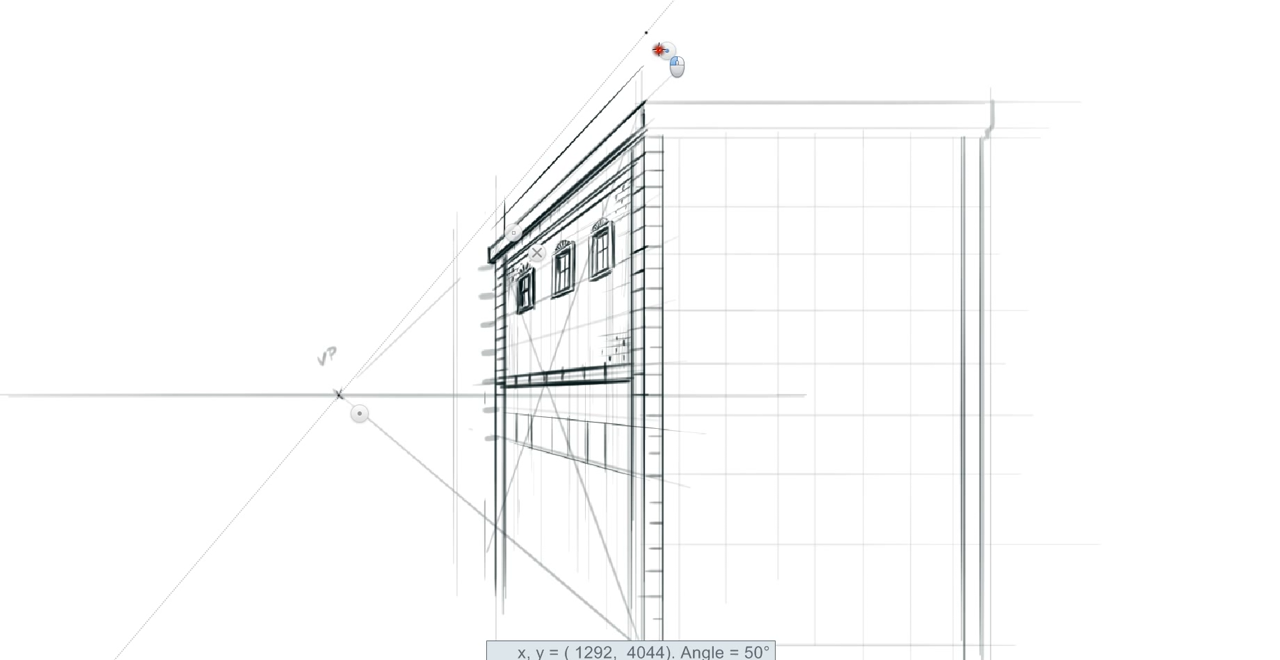 VP
x, y = ( 1292, 4044). Angle = 50°